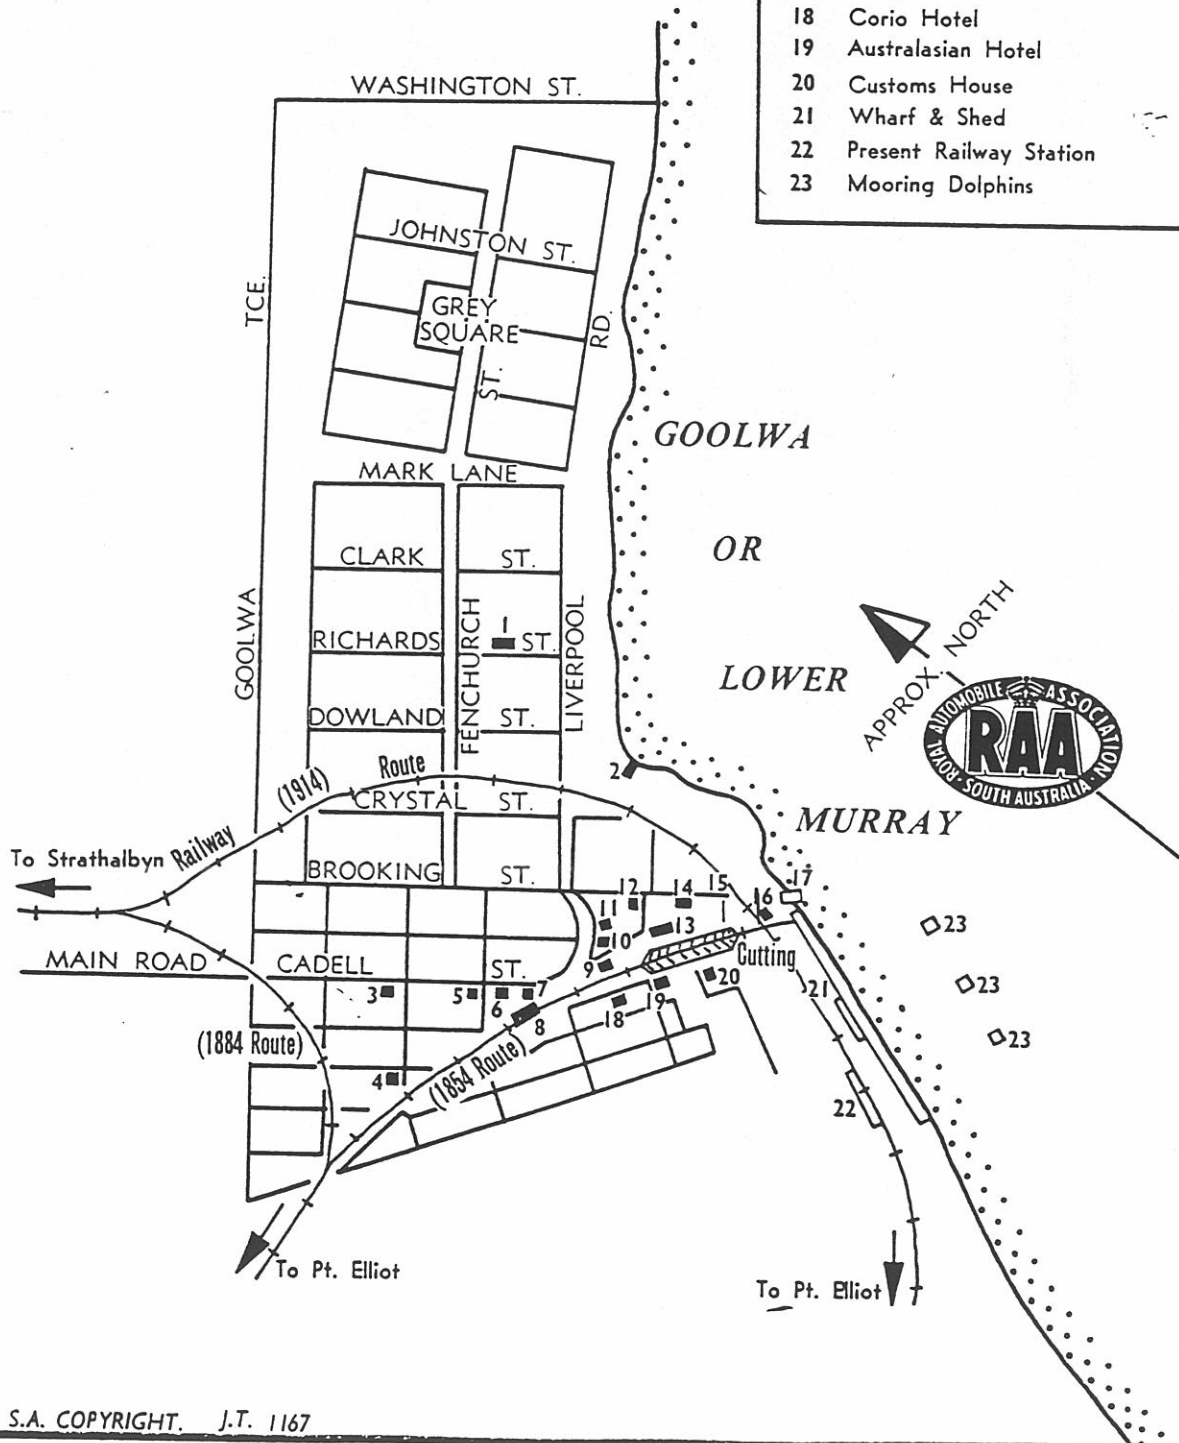 18 Corio Hotel
19 Australasian Hotel
20 Customs House
21 Wharf & Shed
22 Present Railway Station
23 Mooring Dolphins
WASHINGTON ST.
JOHNSTON ST.
TCE.
GREY
SQUARE
RD.
ST.
GOOLWA
MARK LANE
OR
CLARK ST.
GOOLWA
FENCHURCH
LIVERPOOL
1
RICHARDS ST.
LOWER
APPROX. NORTH
ROYAL AUTOMOBILE ASSOCIATION
RAA
· SOUTH AUSTRALIA ·
DOWLAND ST.
2
(1914) Route
CRYSTAL ST.
MURRAY
To Strathalbyn Railway
BROOKING ST.
12 14 15 16 17
11
10 13
23
MAIN ROAD CADELL ST.
9 Cutting
20
3 5 6 7
21 23
19
18
8
(1884 Route)
23
(1854 Route)
4
22
To Pt. Elliot
To Pt. Elliot
S.A. COPYRIGHT. J.T. 1167